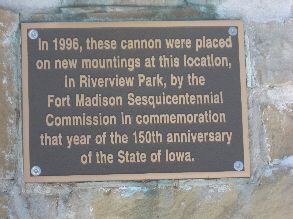 In 1996, these cannon were placed
on new mountings at this location,
in Riverview Park, by the
Fort Madison Sesquicentennial
Commission in commemoration
that year of the 150th anniversary
of the State of Iowa.